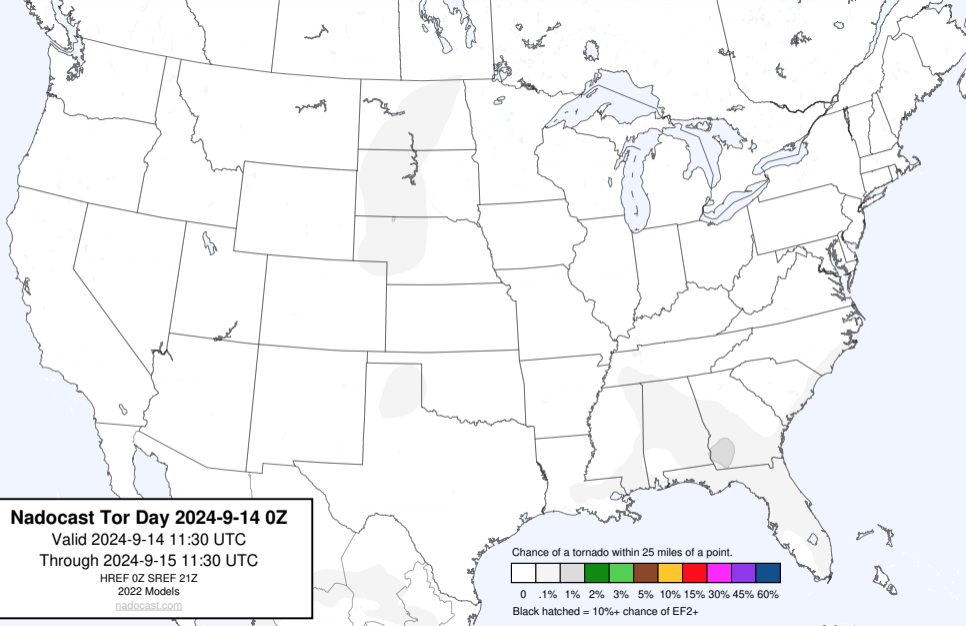 Nadocast Tor Day 2024-9-14 0Z
Valid 2024-9-14 11:30 UTC
Through 2024-9-15 11:30 UTC
HREF 0Z SREF 21Z
2022 Models
nadocast.com
Chance of a tornado within 25 miles of a point.
0 .1% 1% 2% 3% 5% 10% 15% 30% 45% 60%
Black hatched = 10%+ chance of EF2+